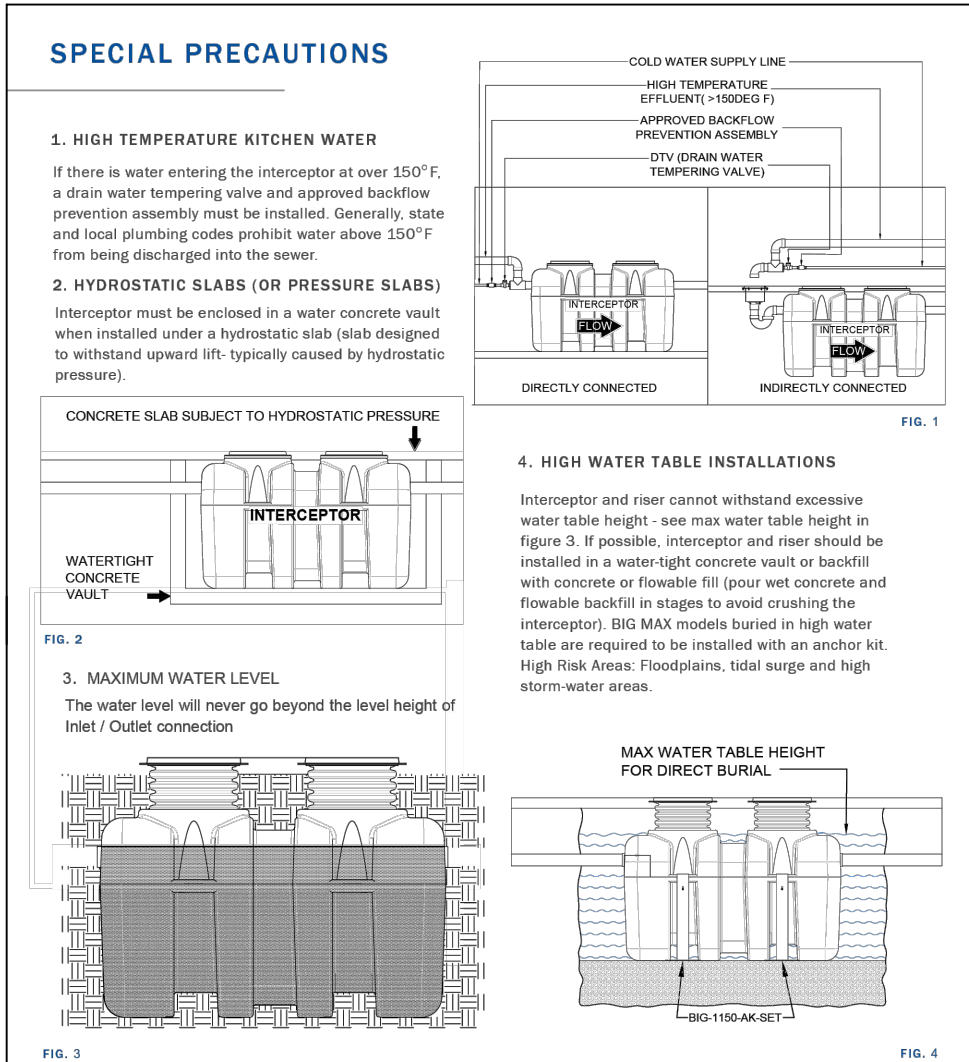 SPECIAL PRECAUTIONS
1. HIGH TEMPERATURE KITCHEN WATER
If there is water entering the interceptor at over 150°F,
a drain water tempering valve and approved backflow
prevention assembly must be installed. Generally, state
and local plumbing codes prohibit water above 150°F
from being discharged into the sewer.
2. HYDROSTATIC SLABS (OR PRESSURE SLABS)
Interceptor must be enclosed in a water concrete vault
when installed under a hydrostatic slab (slab designed
to withstand upward lift- typically caused by hydrostatic
pressure).
CONCRETE SLAB SUBJECT TO HYDROSTATIC PRESSURE
INTERCEPTOR
WATERTIGHT
CONCRETE
VAULT
FIG. 2
3. MAXIMUM WATER LEVEL
The water level will never go beyond the level height of
Inlet / Outlet connection
FIG. 3
COLD WATER SUPPLY LINE
HIGH TEMPERATURE
EFFLUENT( >150DEG F)
APPROVED BACKFLOW
PREVENTION ASSEMBLY
DTV (DRAIN WATER
TEMPERING VALVE)
INTERCEPTOR
FLOW
DIRECTLY CONNECTED
INTERCEPTOR
FLOW
INDIRECTLY CONNECTED
FIG. 1
4. HIGH WATER TABLE INSTALLATIONS
Interceptor and riser cannot withstand excessive
water table height - see max water table height in
figure 3. If possible, interceptor and riser should be
installed in a water-tight concrete vault or backfill
with concrete or flowable fill (pour wet concrete and
flowable backfill in stages to avoid crushing the
interceptor). BIG MAX models buried in high water
table are required to be installed with an anchor kit.
High Risk Areas: Floodplains, tidal surge and high
storm-water areas.
MAX WATER TABLE HEIGHT
FOR DIRECT BURIAL
BIG-1150-AK-SET
FIG. 4